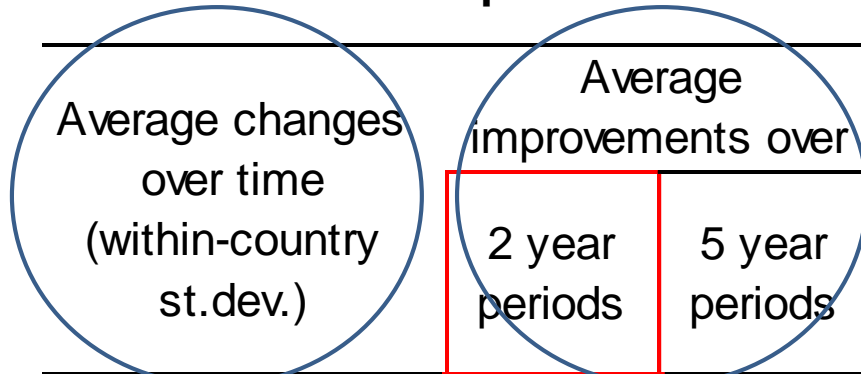 Average changes
over time
(within-country
st.dev.)
Average
improvements over
2 year
periods
5 year
periods